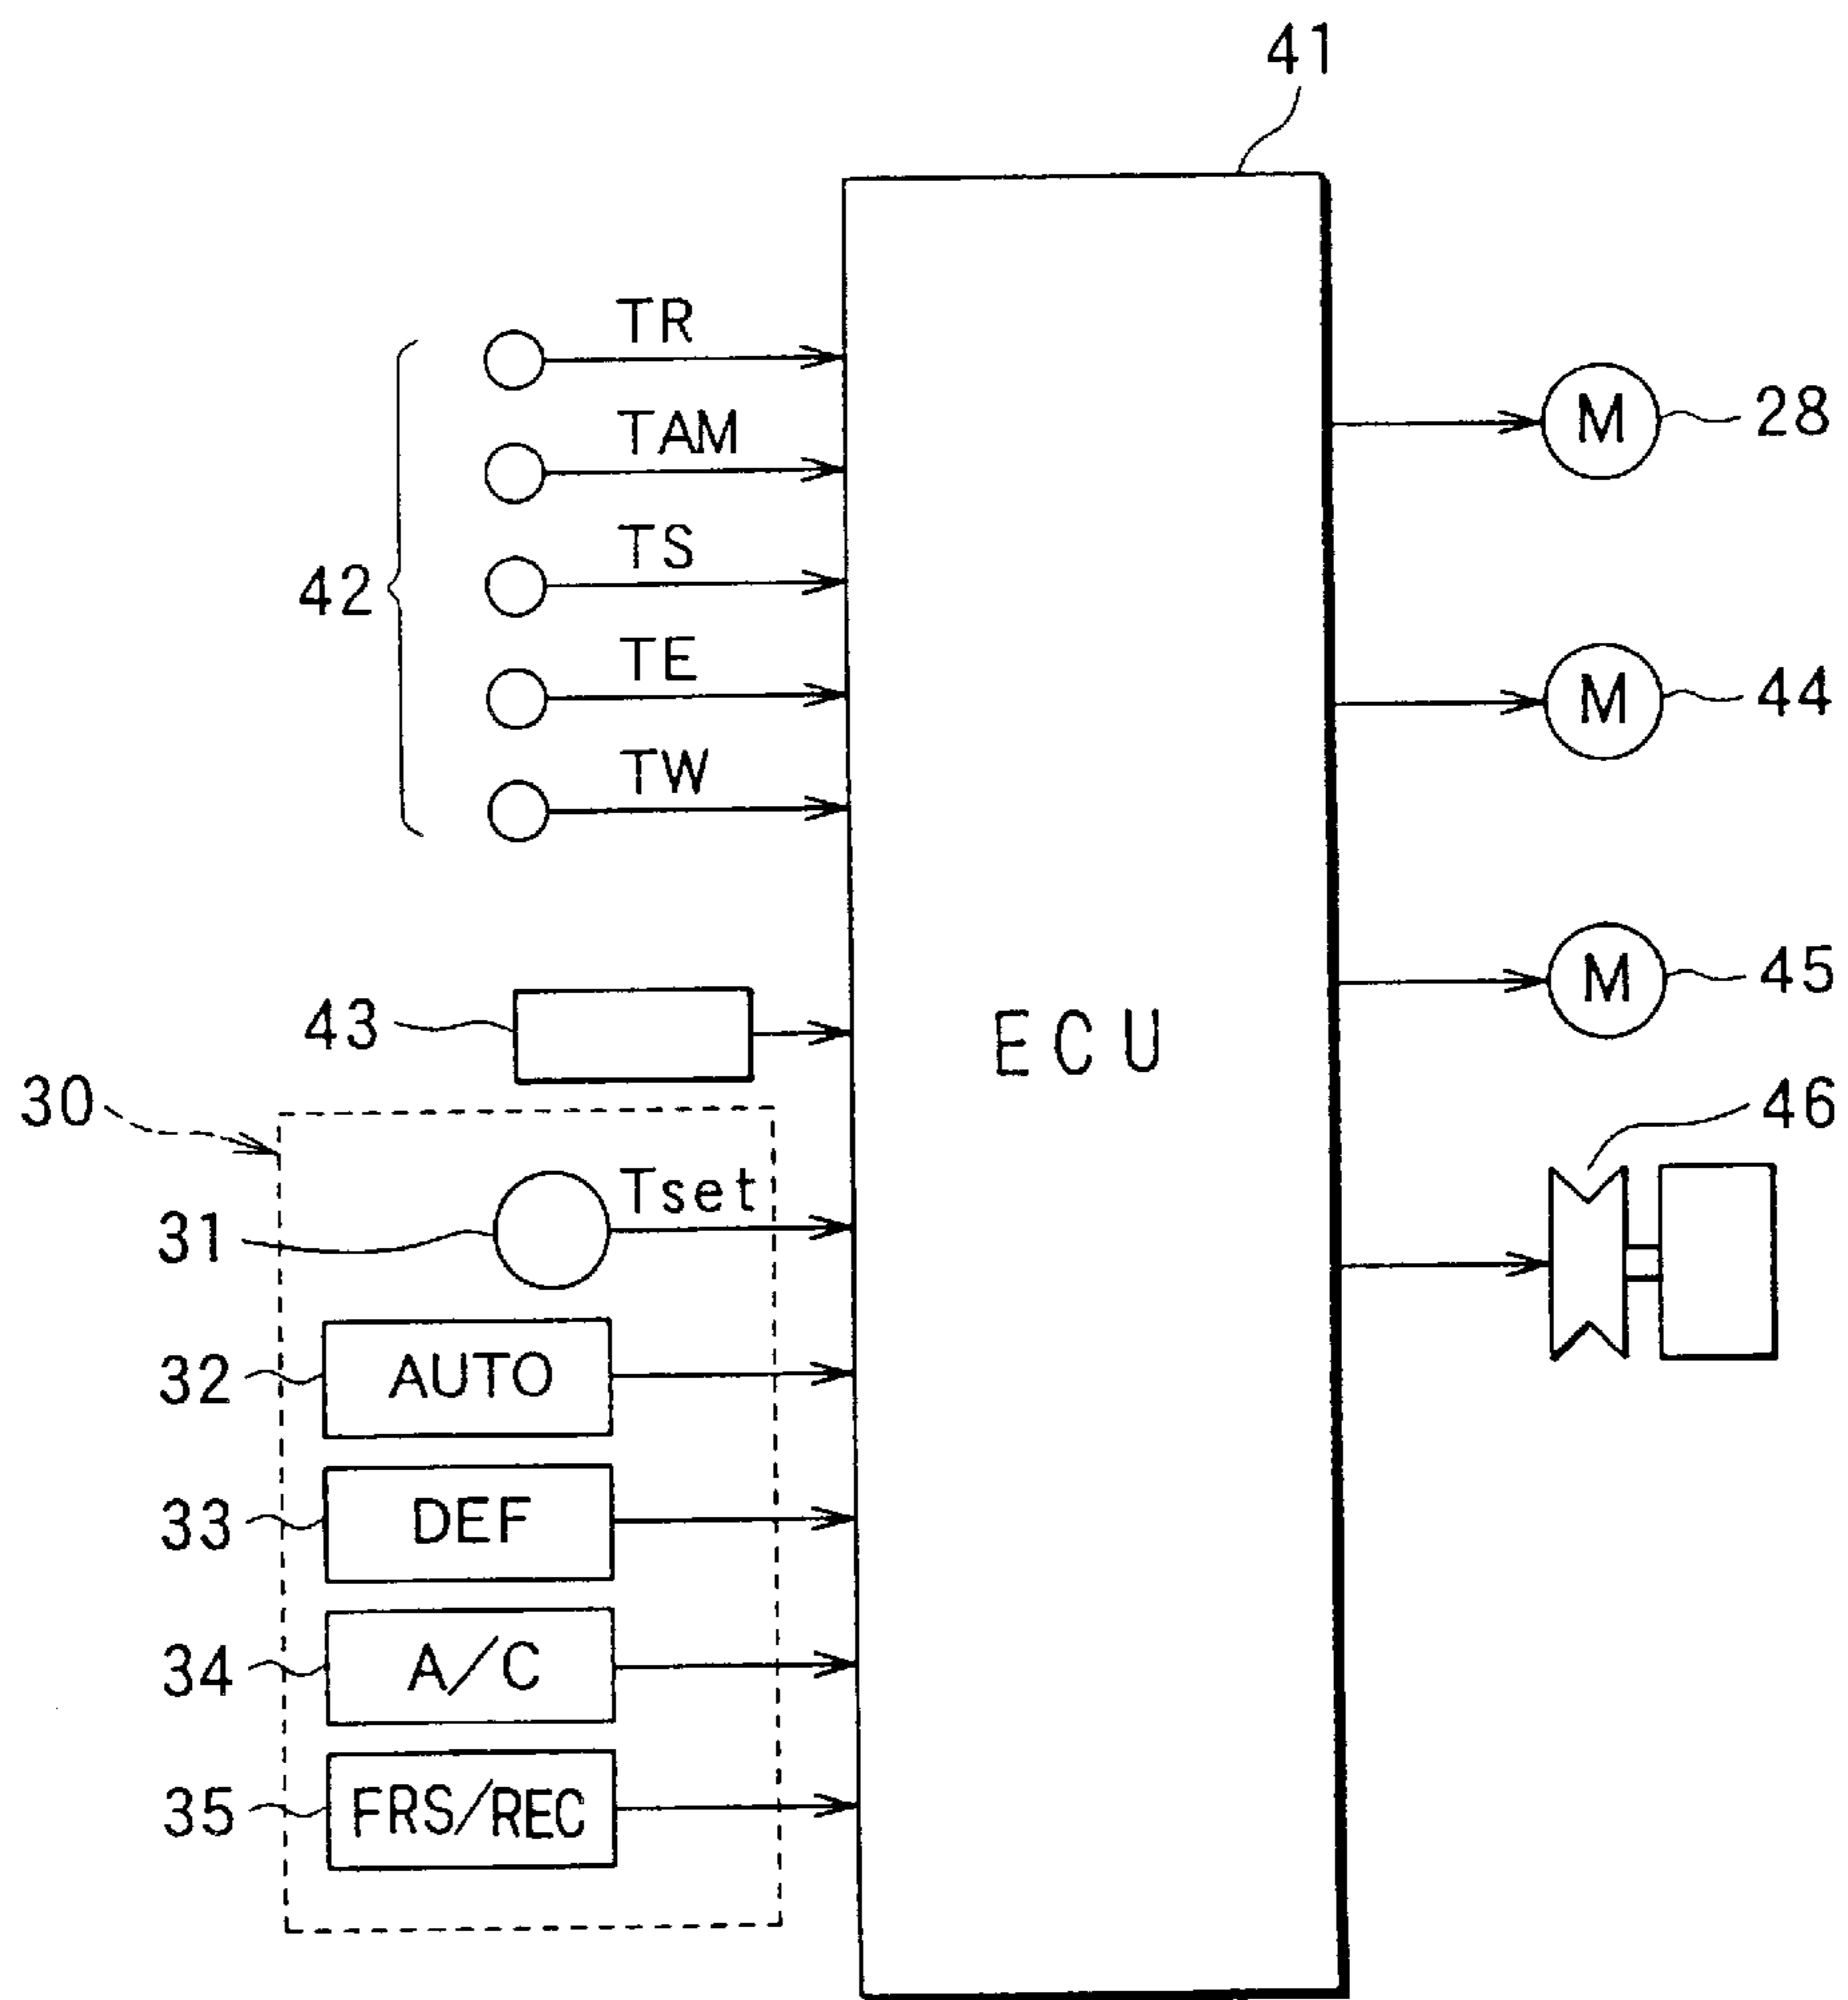 41
TR
TAM
28
TS
42
TE
44
TW
45
43
ECU
30
46
Tset
31
32
AUTO
33
DEF
34
A/C
35
FRS/REC
M
M
M